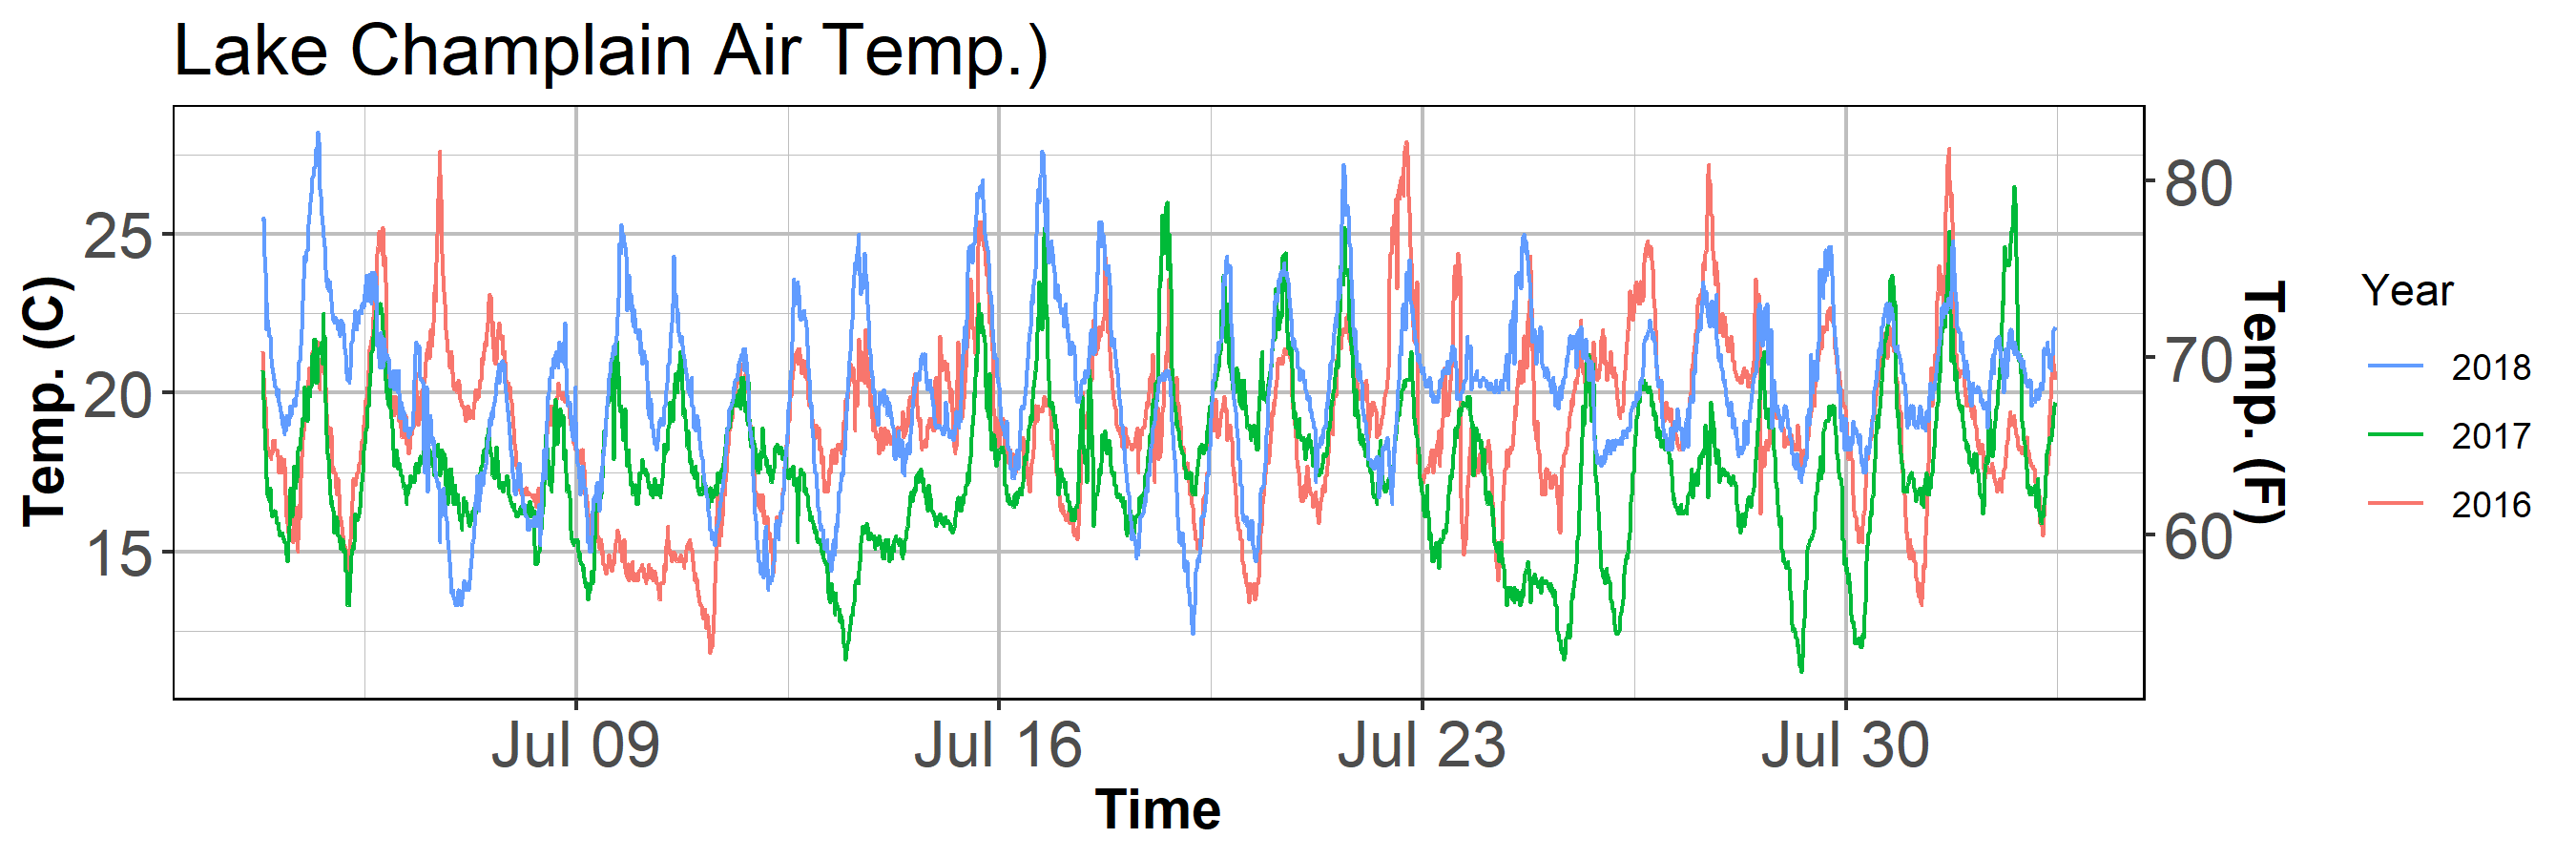 Lake Champlain Air Temp.)
Temp. (C)
25
20
15
80
70
60
Temp. (F)
Jul 09
Jul 16
Jul 23
Jul 30
Time
Year
2018
2017
2016